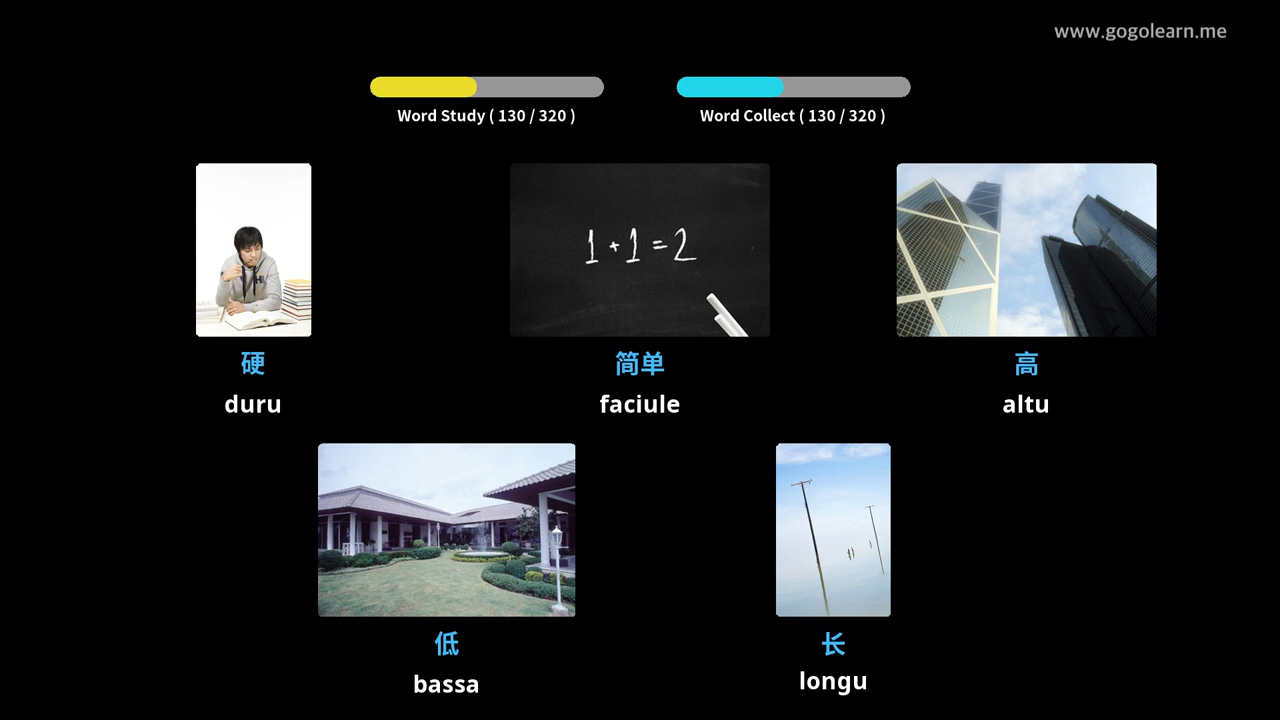 www.gogolearn.me
Word Study ( 130 / 320 )
Word Collect ( 130 / 320 )
1 + 1 = 2
硬
简单
高
duru
faciule
altu
低
长
bassa
longu